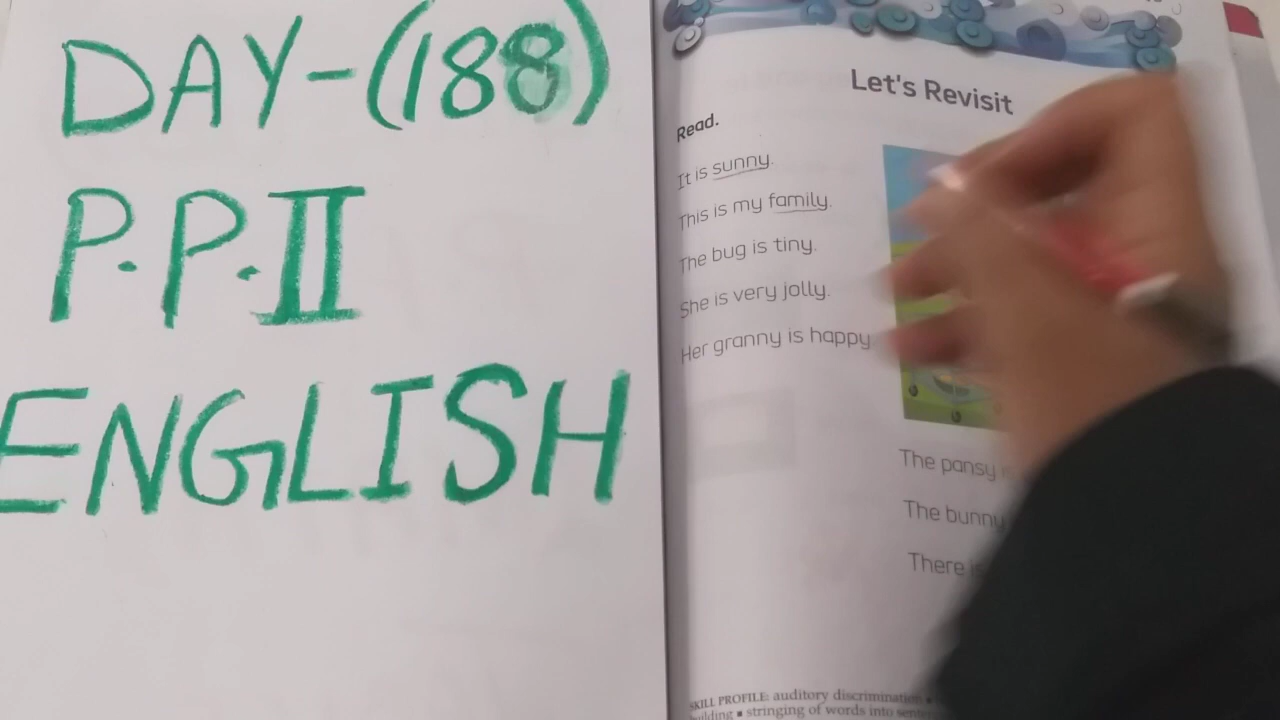 DAY-(188)
P.P.II
ENGLISH
Let's Revisit
Read.
It is sunny.
This is my family.
The bug is tiny.
She is very jolly.
Her granny is happy.
The pansy
The bunny
There is
SKILL PROFILE: auditory discrimination
building ▪ stringing of words into